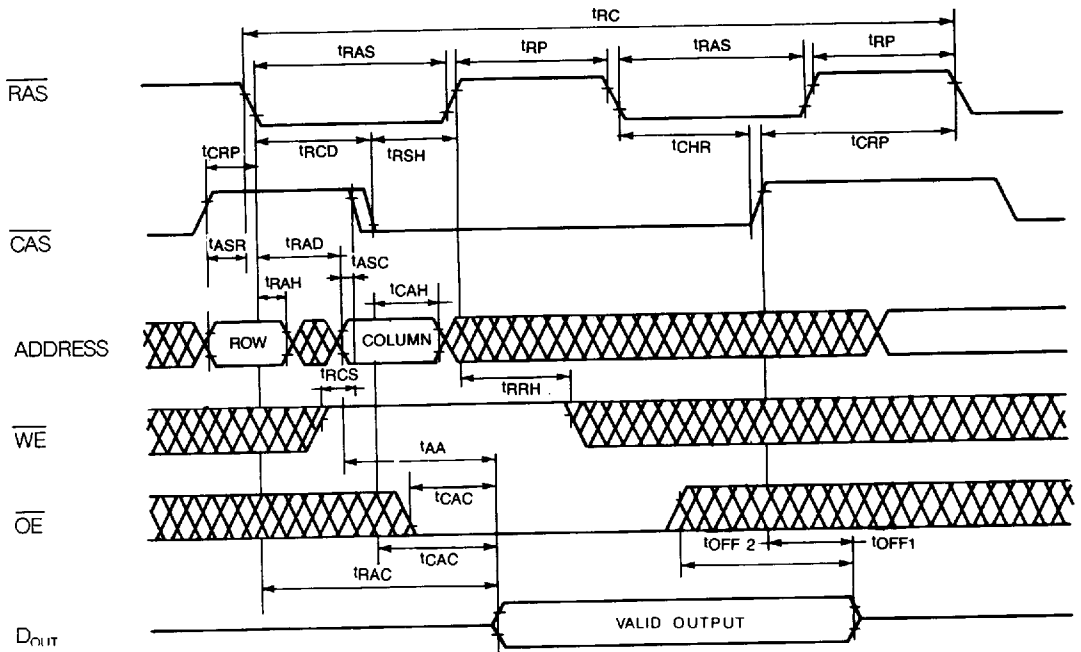 tRC
tRAS tRP tRAS tRP
RAS
tCRP tRCD tRSH tCHR tCRP
CAS
tASR tRAD tASC
tRAH tCAH
ADDRESS ROW COLUMN
tRCS tRRH
WE
tAA
tCAC
OE
tOFF 2 tOFF1
tCAC
tRAC
DOUT VALID OUTPUT